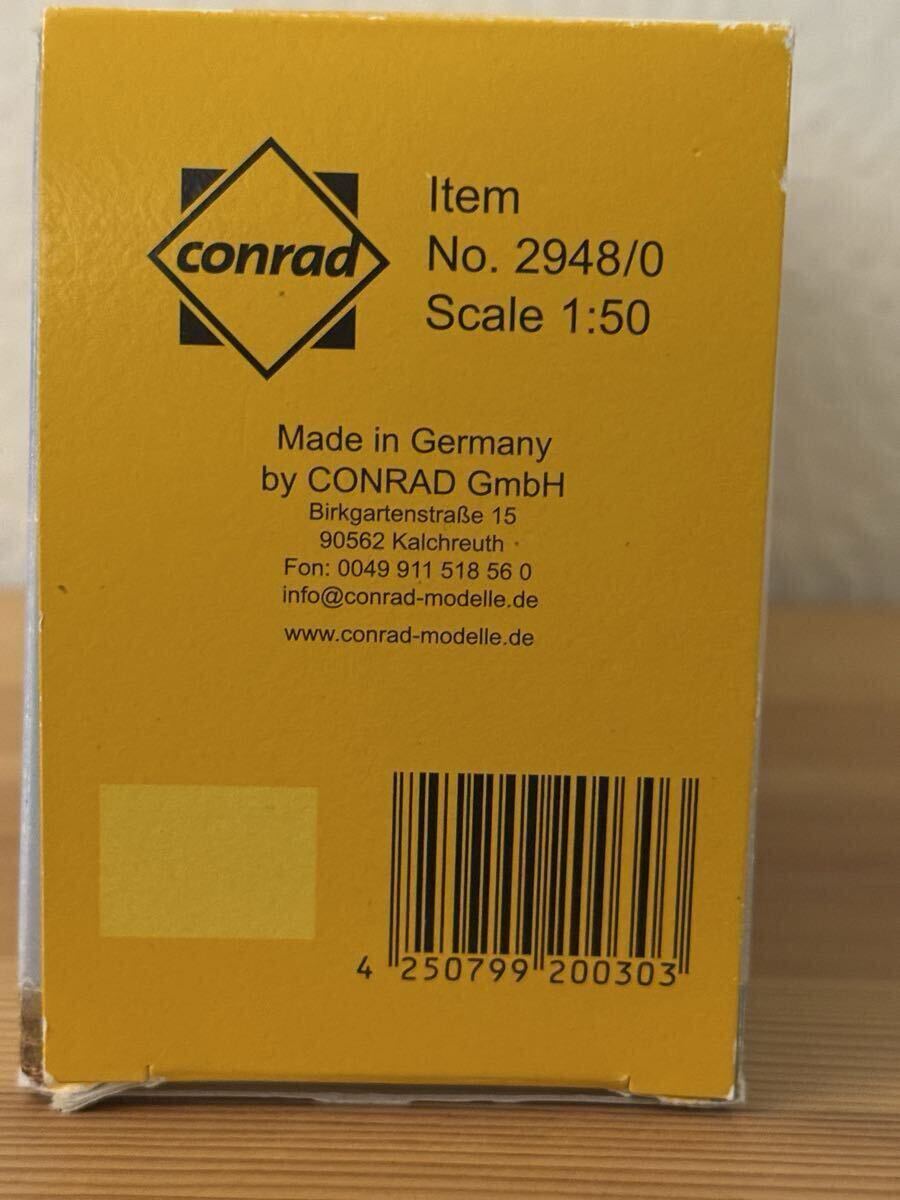 conrad
Item
No. 2948/0
Scale 1:50
Made in Germany
by CONRAD GmbH
Birkgartenstraße 15
90562 Kalchreuth
Fon: 0049 911 518 56 0
info@conrad-modelle.de
www.conrad-modelle.de
4 250799 200303